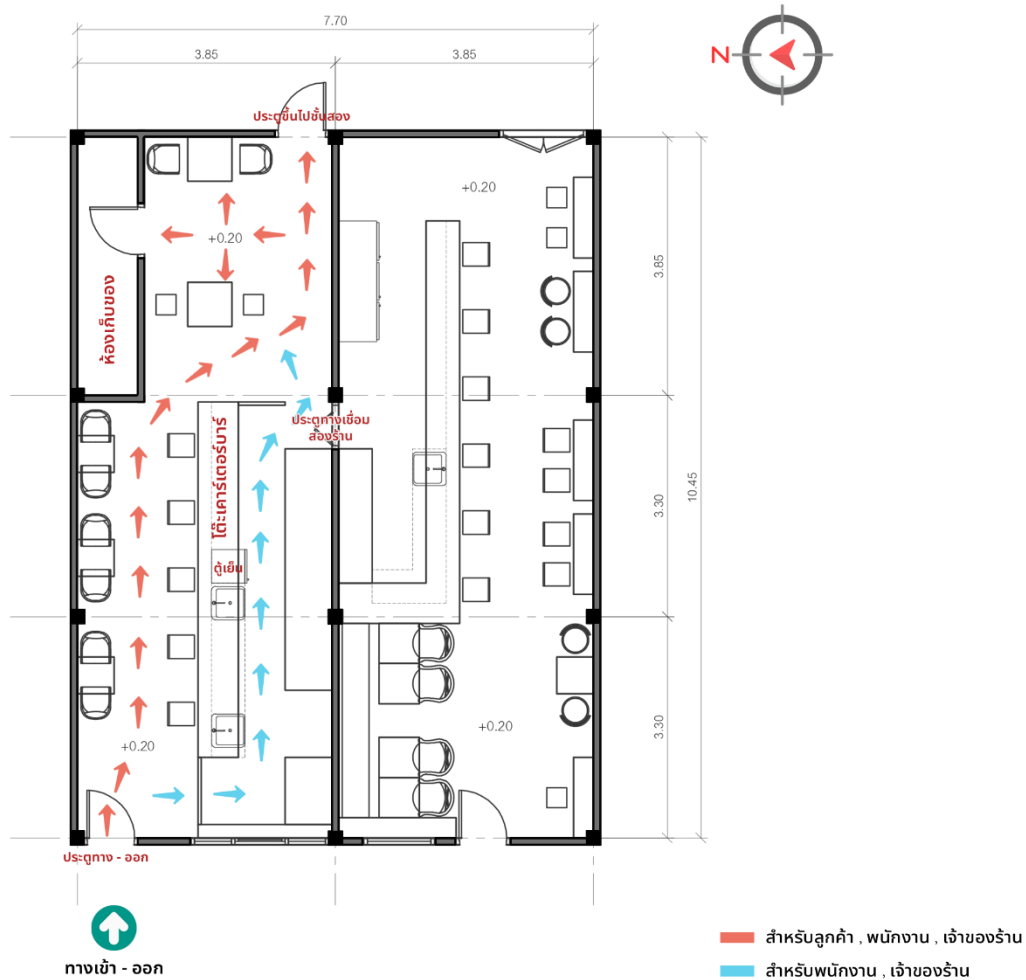 7.70
3.85
3.85
N
ประตูขึ้นไปชั้นสอง
+0.20
+0.20
3.85
ห้องเก็บของ
ประตูทางเชื่อม
สองร้าน
โต๊ะเคาร์เตอร์บาร์
10.45
3.30
ตู้เย็น
+0.20
+0.20
3.30
ประตูทาง - ออก
ทางเข้า - ออก
สำหรับลูกค้า , พนักงาน , เจ้าของร้าน
สำหรับพนักงาน , เจ้าของร้าน